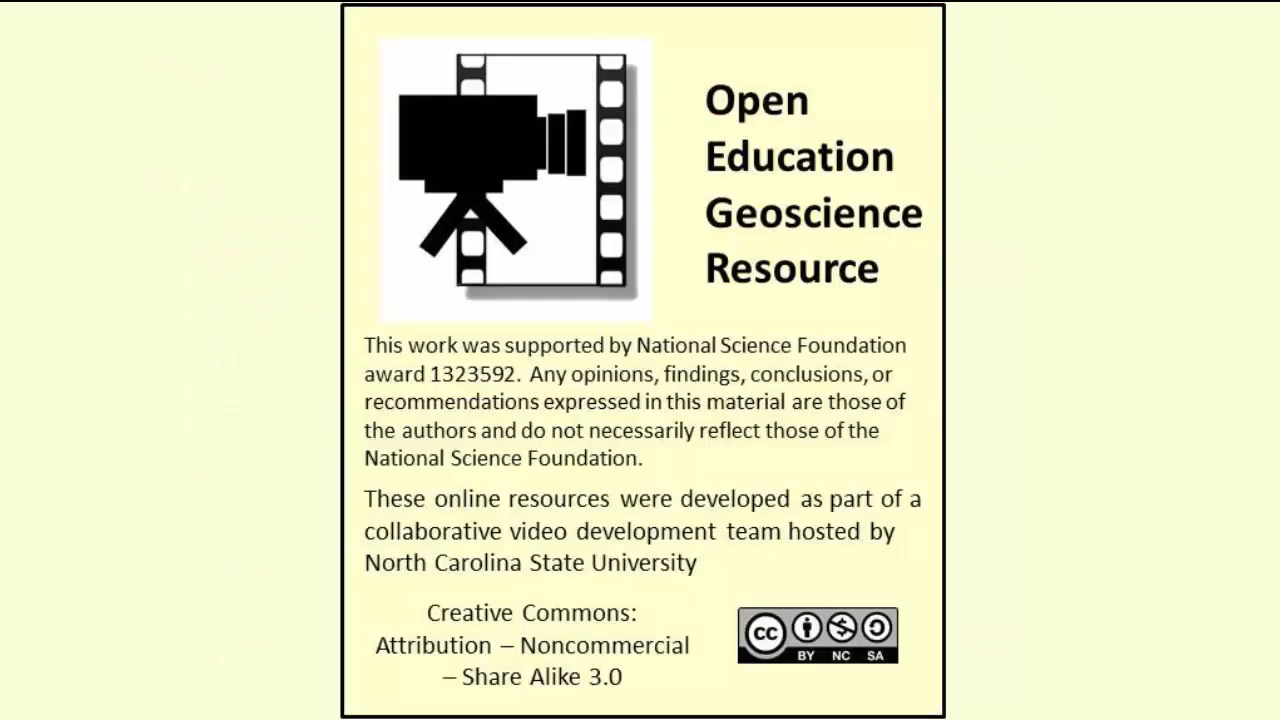 Open
Education
Geoscience
Resource
This work was supported by National Science Foundation
award 1323592.  Any opinions, findings, conclusions, or
recommendations expressed in this material are those of
the authors and do not necessarily reflect those of the
National Science Foundation.
These online resources were developed as part of a
collaborative video development team hosted by
North Carolina State University
Creative Commons:
Attribution – Noncommercial
– Share Alike 3.0
cc
BY NC SA